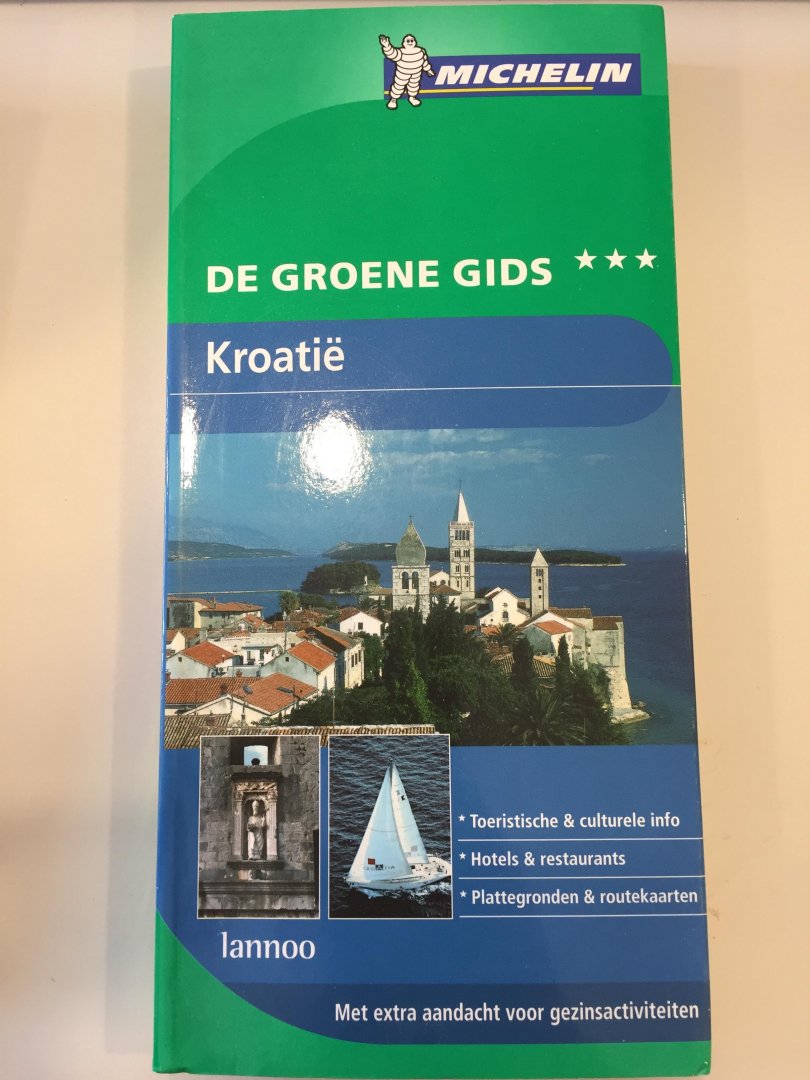 MICHELIN
DE GROENE GIDS ***
Kroatië
* Toeristische & culturele info
* Hotels & restaurants
* Plattegronden & routekaarten
lannoo
Met extra aandacht voor gezinsactiviteiten